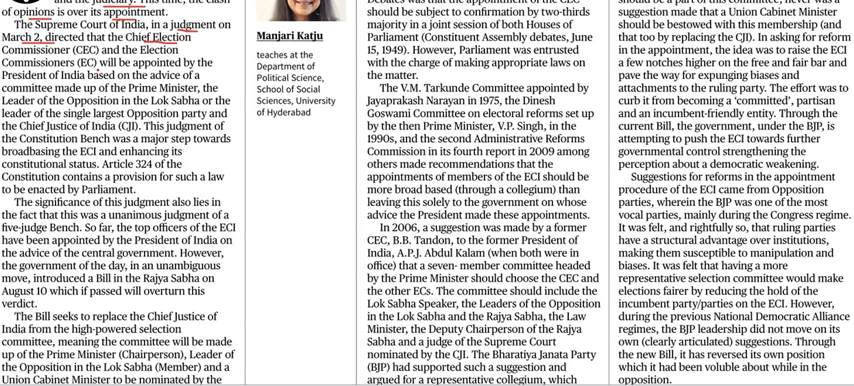 and the judiciary. This time, the clash
of opinions is over its appointment.
The Supreme Court of India, in a judgment on
March 2, directed that the Chief Election
Commissioner (CEC) and the Election
Commissioners (EC) will be appointed by the
President of India based on the advice of a
committee made up of the Prime Minister, the
Leader of the Opposition in the Lok Sabha or the
leader of the single largest Opposition party and
the Chief Justice of India (CJI). This judgment of
the Constitution Bench was a major step towards
broadbasing the ECI and enhancing its
constitutional status. Article 324 of the
Constitution contains a provision for such a law
to be enacted by Parliament.
The significance of this judgment also lies in
the fact that this was a unanimous judgment of a
five-judge Bench. So far, the top officers of the ECI
have been appointed by the President of India on
the advice of the central government. However,
the government of the day, in an unambiguous
move, introduced a Bill in the Rajya Sabha on
August 10 which if passed will overturn this
verdict.
The Bill seeks to replace the Chief Justice of
India from the high-powered selection
committee, meaning the committee will be made
up of the Prime Minister (Chairperson), Leader of
the Opposition in the Lok Sabha (Member) and a
Union Cabinet Minister to be nominated by the
Manjari Katju
teaches at the
Department of
Political Science,
School of Social
Sciences, University
of Hyderabad
Debates was that the appointment of the CEC
should be subject to confirmation by two-thirds
majority in a joint session of both Houses of
Parliament (Constituent Assembly debates, June
15, 1949). However, Parliament was entrusted
with the charge of making appropriate laws on
the matter.
The V.M. Tarkunde Committee appointed by
Jayaprakash Narayan in 1975, the Dinesh
Goswami Committee on electoral reforms set up
by the then Prime Minister, V.P. Singh, in the
1990s, and the second Administrative Reforms
Commission in its fourth report in 2009 among
others made recommendations that the
appointments of members of the ECI should be
more broad based (through a collegium) than
leaving this solely to the government on whose
advice the President made these appointments.
In 2006, a suggestion was made by a former
CEC, B.B. Tandon, to the former President of
India, A.P.J. Abdul Kalam (when both were in
office) that a seven- member committee headed
by the Prime Minister should choose the CEC and
the other ECs. The committee should include the
Lok Sabha Speaker, the Leaders of the Opposition
in the Lok Sabha and the Rajya Sabha, the Law
Minister, the Deputy Chairperson of the Rajya
Sabha and a judge of the Supreme Court
nominated by the CJI. The Bharatiya Janata Party
(BJP) had supported such a suggestion and
argued for a representative collegium, which
should be a part of this committee, never was a
suggestion made that a Union Cabinet Minister
should be bestowed with this membership (and
that too by replacing the CJI). In asking for reform
in the appointment, the idea was to raise the ECI
a few notches higher on the free and fair bar and
pave the way for expunging biases and
attachments to the ruling party. The effort was to
curb it from becoming a ‘committed’, partisan
and an incumbent-friendly entity. Through the
current Bill, the government, under the BJP, is
attempting to push the ECI towards further
governmental control strengthening the
perception about a democratic weakening.
Suggestions for reforms in the appointment
procedure of the ECI came from Opposition
parties, wherein the BJP was one of the most
vocal parties, mainly during the Congress regime.
It was felt, and rightfully so, that ruling parties
have a structural advantage over institutions,
making them susceptible to manipulation and
biases. It was felt that having a more
representative selection committee would make
elections fairer by reducing the hold of the
incumbent party/parties on the ECI. However,
during the previous National Democratic Alliance
regimes, the BJP leadership did not move on its
own (clearly articulated) suggestions. Through
the new Bill, it has reversed its own position
which it had been voluble about while in the
opposition.